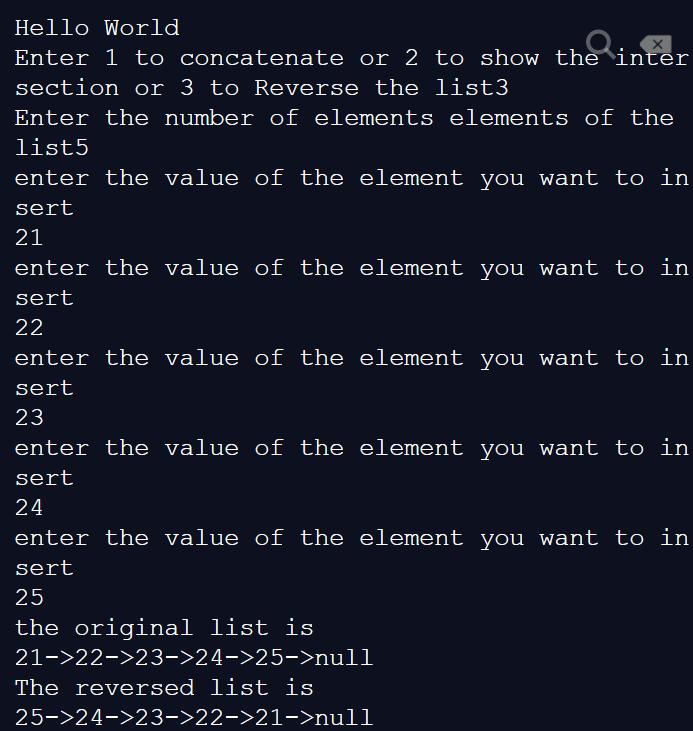 Hello World
Enter 1 to concatenate or 2 to show the inter
section or 3 to Reverse the list3
Enter the number of elements elements of the
list5
enter the value of the element you want to in
sert
21
enter the value of the element you want to in
sert
22
enter the value of the element you want to in
sert
23
enter the value of the element you want to in
sert
24
enter the value of the element you want to in
sert
25
the original list is
21->22->23->24->25->null
The reversed list is
25->24->23->22->21->null